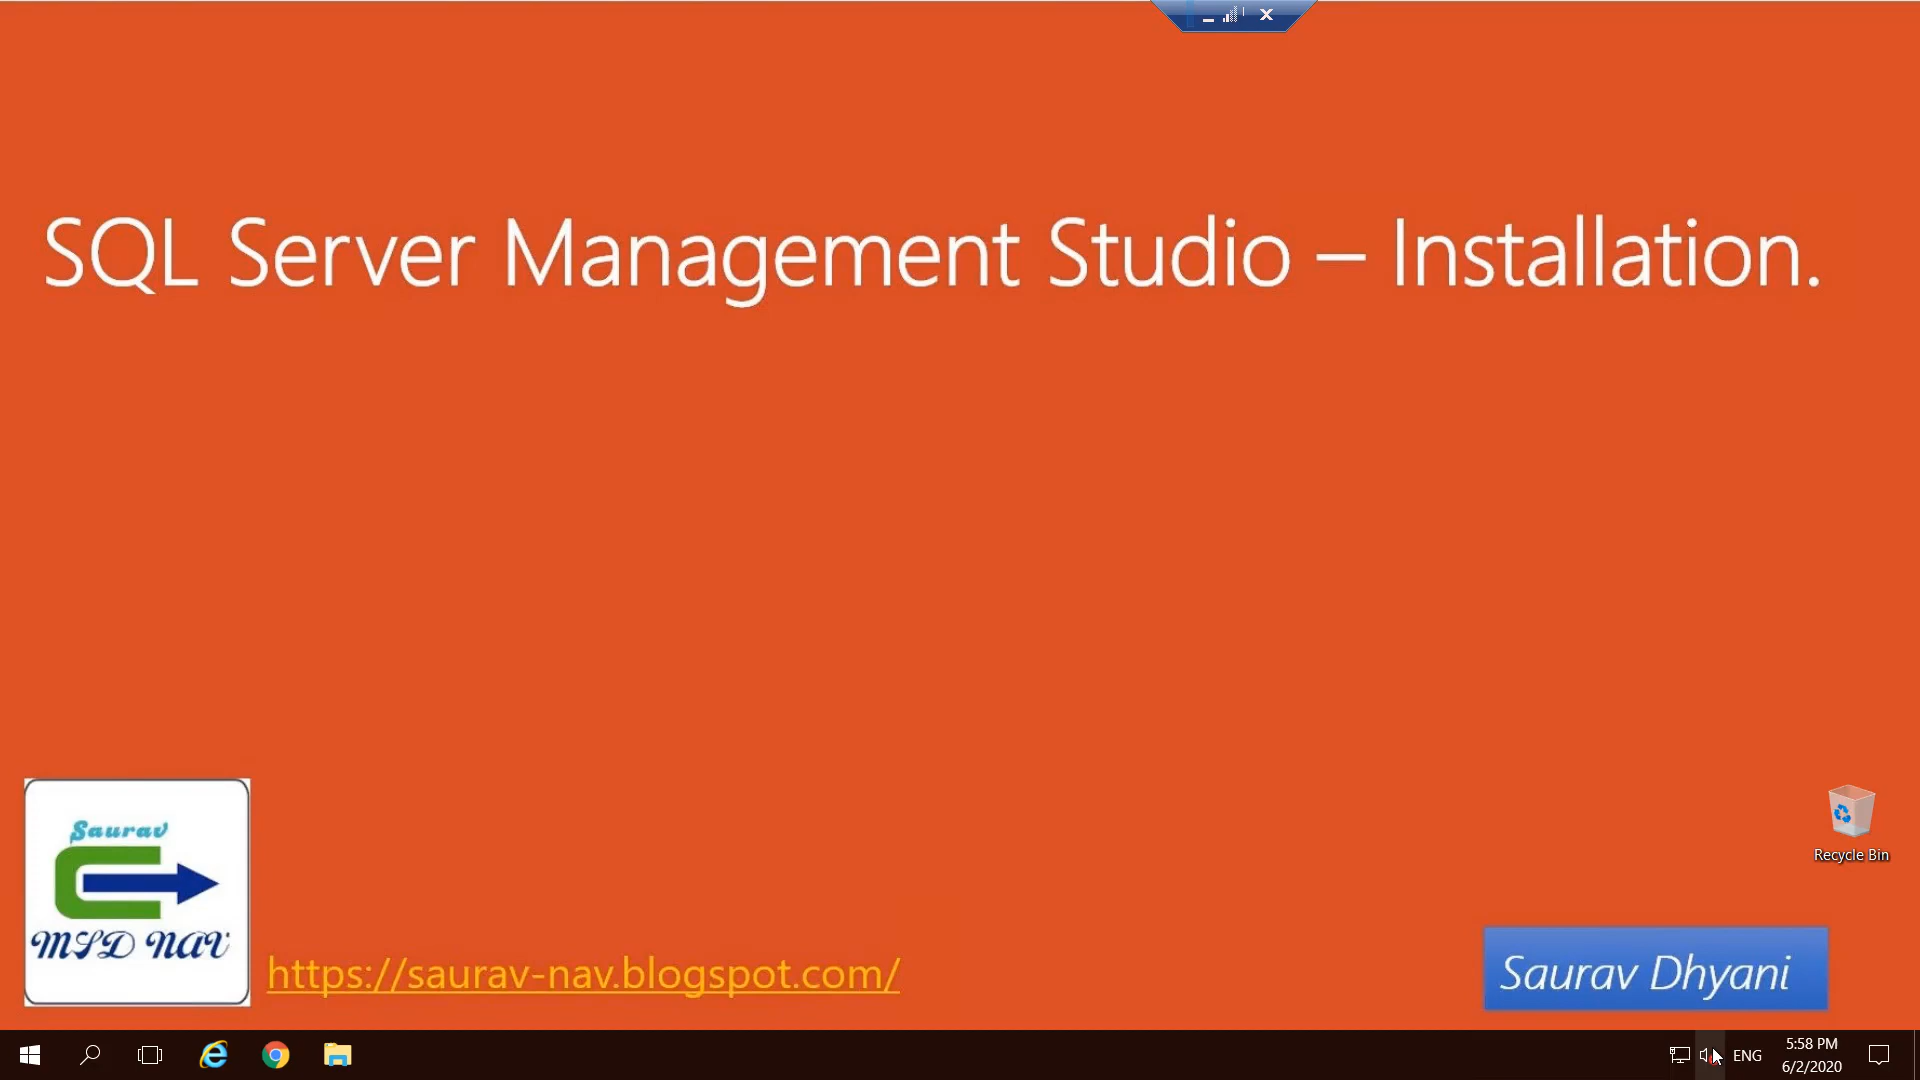 SQL Server Management Studio – Installation.
Recycle Bin
Saurav
MSD NAV
https://saurav-nav.blogspot.com/
Saurav Dhyani
ENG
5:58 PM
6/2/2020